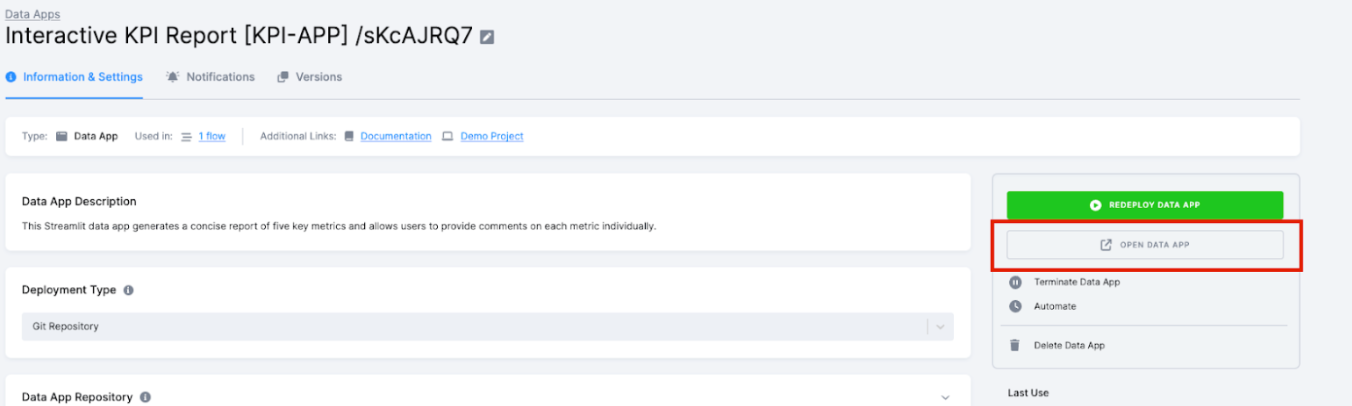 Data Apps
Interactive KPI Report [KPI-APP] /sKcAJRQ7
Information & Settings Notifications Versions
Type: Data App Used in: 1 flow Additional Links: Documentation Demo Project
Data App Description
This Streamlit data app generates a concise report of five key metrics and allows users to provide comments on each metric individually.
Deployment Type
Git Repository
Data App Repository
REDEPLOY DATA APP
OPEN DATA APP
Terminate Data App
Automate
Delete Data App
Last Use